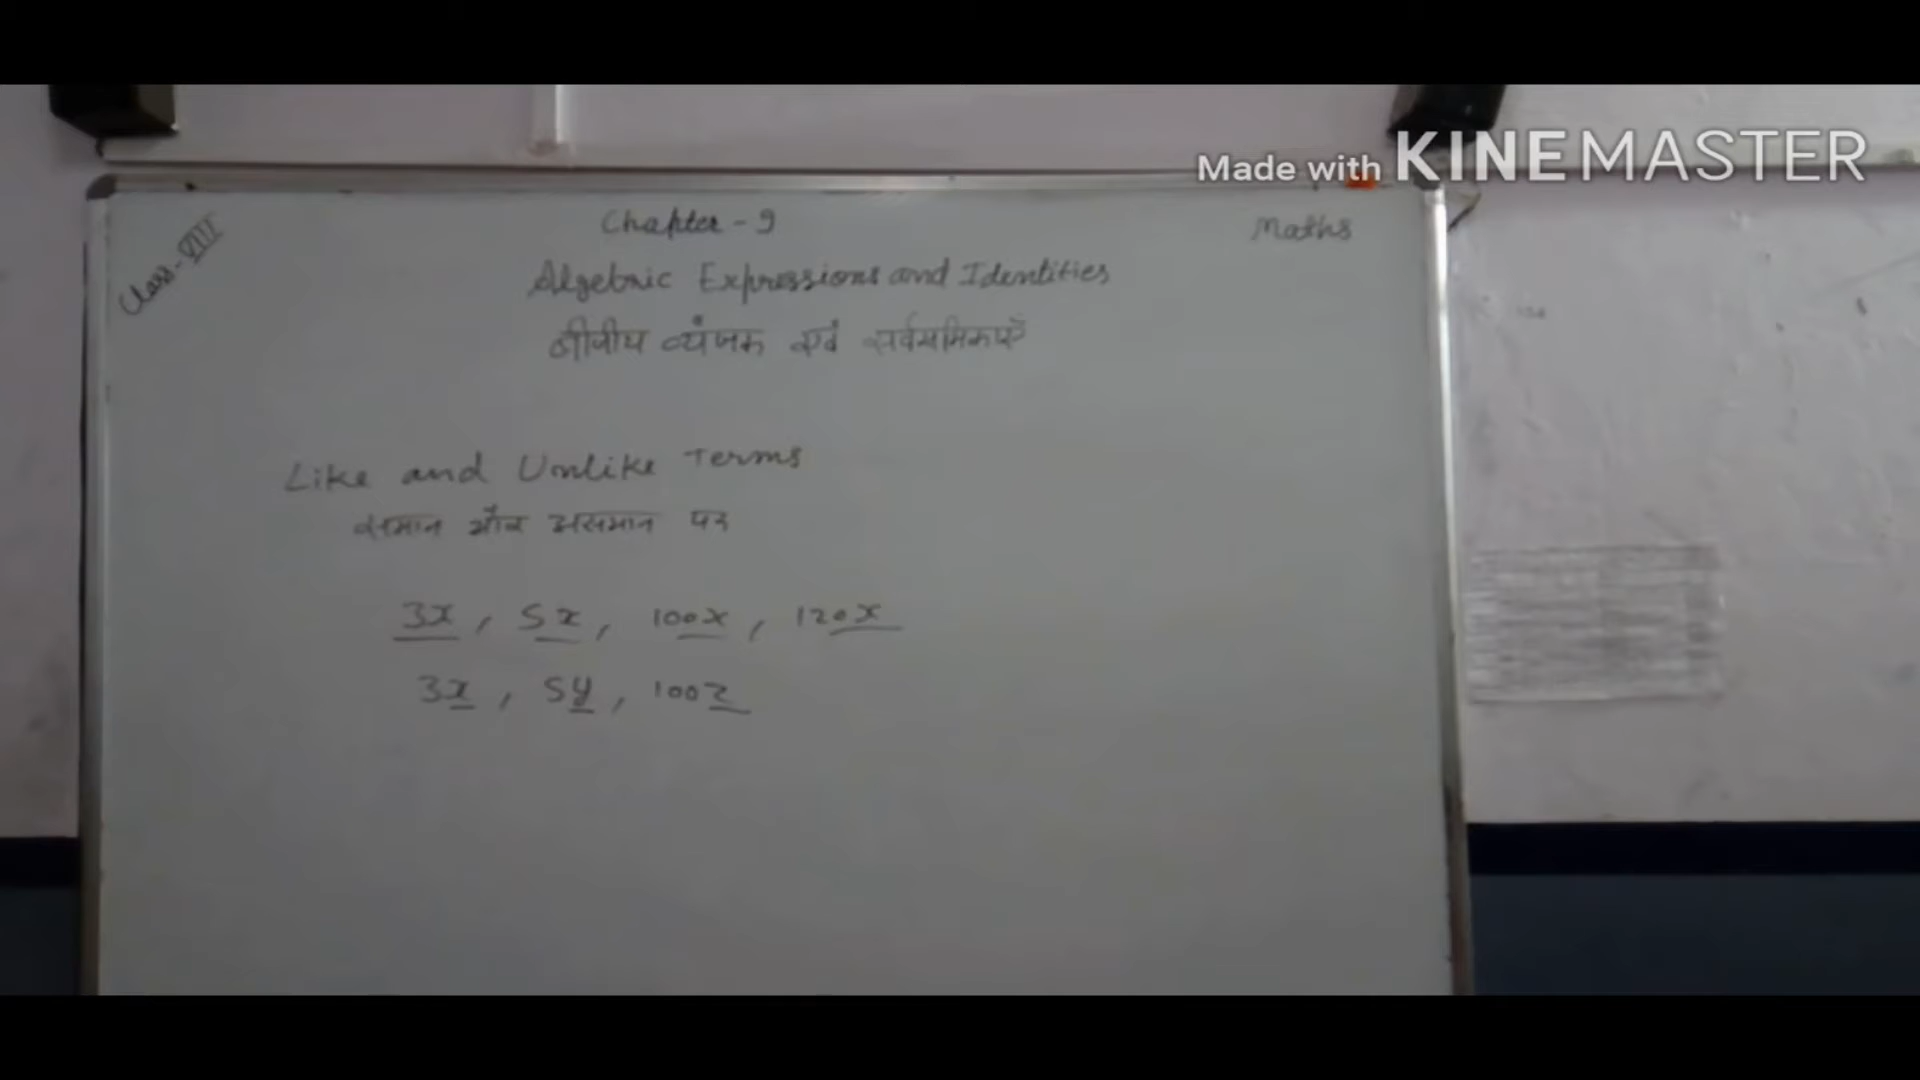 Made with KINEMASTER
Class-VIII
Chapter - 9
Maths
Algebric Expressions and Identities
बीजीय व्यंजक एवं सर्वसमिकाएँ
Like and Unlike Terms
समान और असमान पद
3x , 5x , 100x , 120x
3x , 5y , 100z